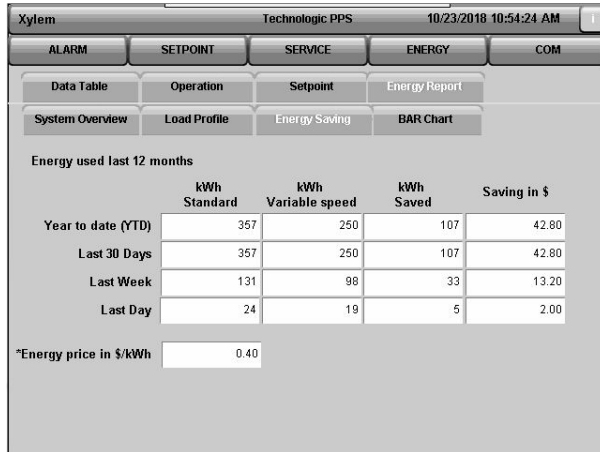 Xylem Technologic PPS 10/23/2018 10:54:24 AM i
ALARM SETPOINT SERVICE ENERGY COM
Data Table Operation Setpoint Energy Report
System Overview Load Profile Energy Saving BAR Chart
Energy used last 12 months
kWh Standard kWh Variable speed kWh Saved Saving in $
Year to date (YTD) 357 250 107 42.80
Last 30 Days 357 250 107 42.80
Last Week 131 98 33 13.20
Last Day 24 19 5 2.00
*Energy price in $/kWh 0.40